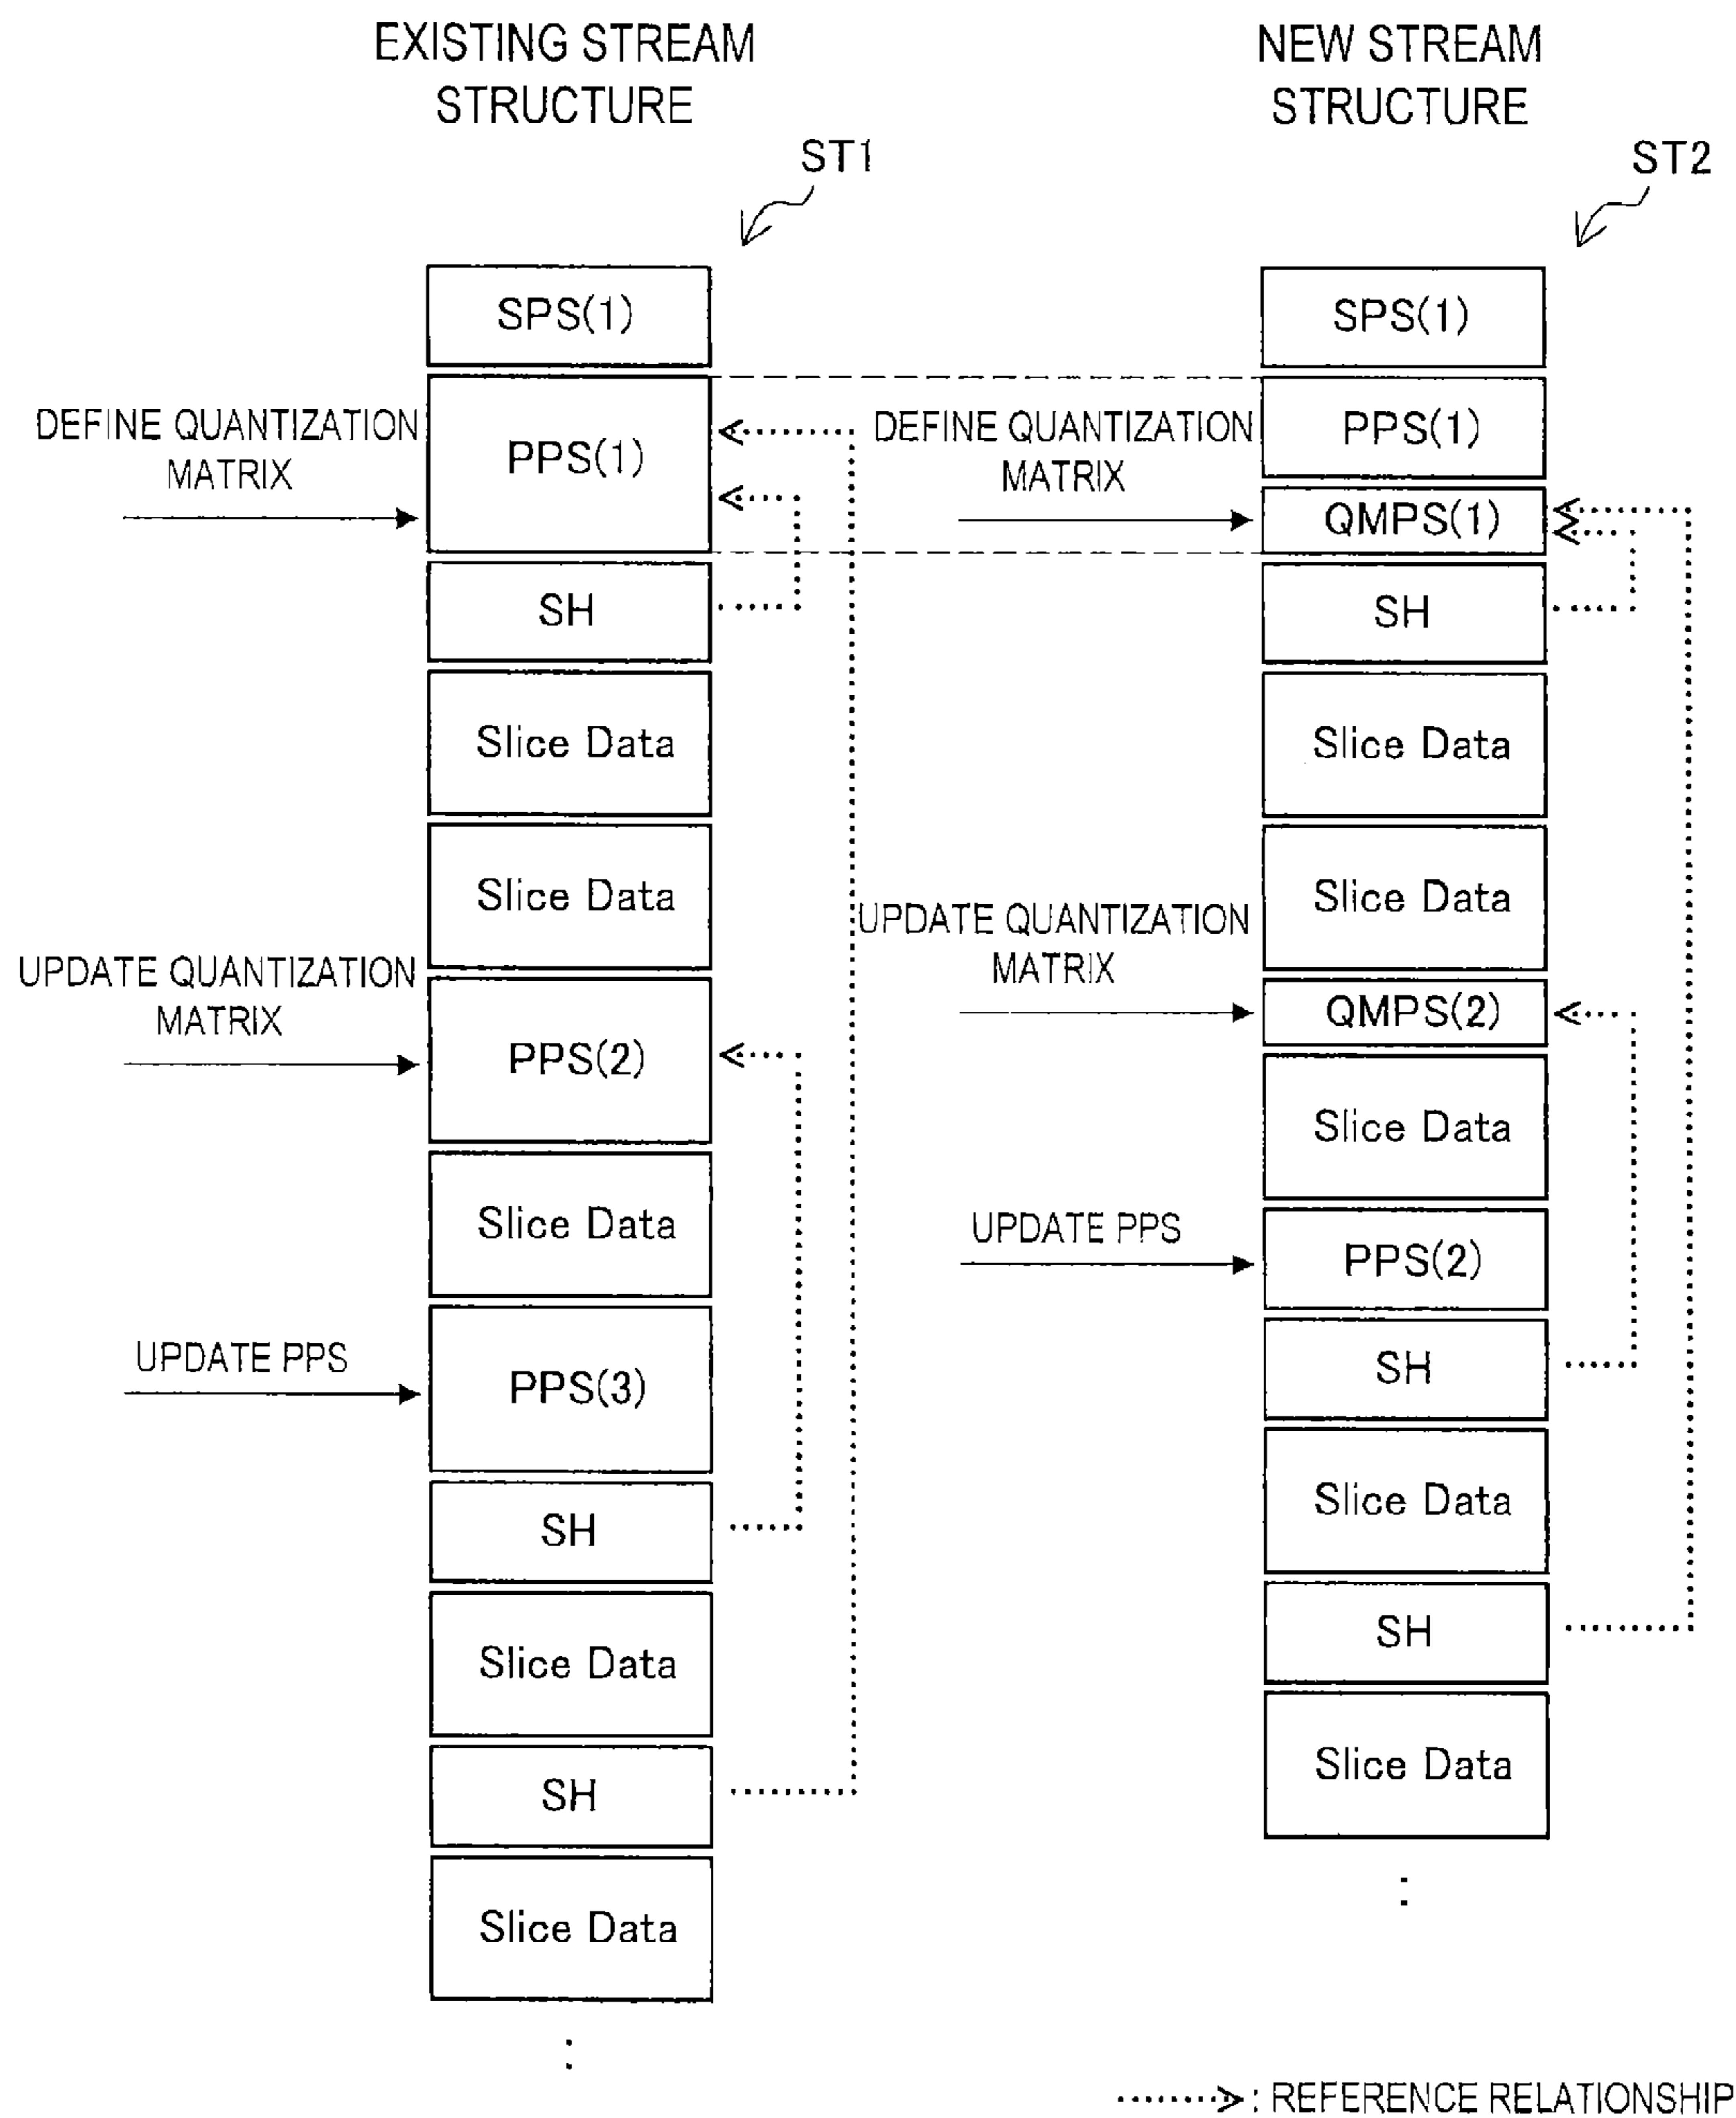 EXISTING STREAM
STRUCTURE
ST1
SPS(1)
DEFINE QUANTIZATION
MATRIX
PPS(1)
SH
Slice Data
Slice Data
UPDATE QUANTIZATION
MATRIX
PPS(2)
Slice Data
UPDATE PPS
PPS(3)
SH
Slice Data
SH
Slice Data
:
NEW STREAM
STRUCTURE
ST2
SPS(1)
PPS(1)
DEFINE QUANTIZATION
MATRIX
QMPS(1)
SH
Slice Data
Slice Data
UPDATE QUANTIZATION
MATRIX
QMPS(2)
Slice Data
UPDATE PPS
PPS(2)
SH
Slice Data
SH
Slice Data
:
: REFERENCE RELATIONSHIP